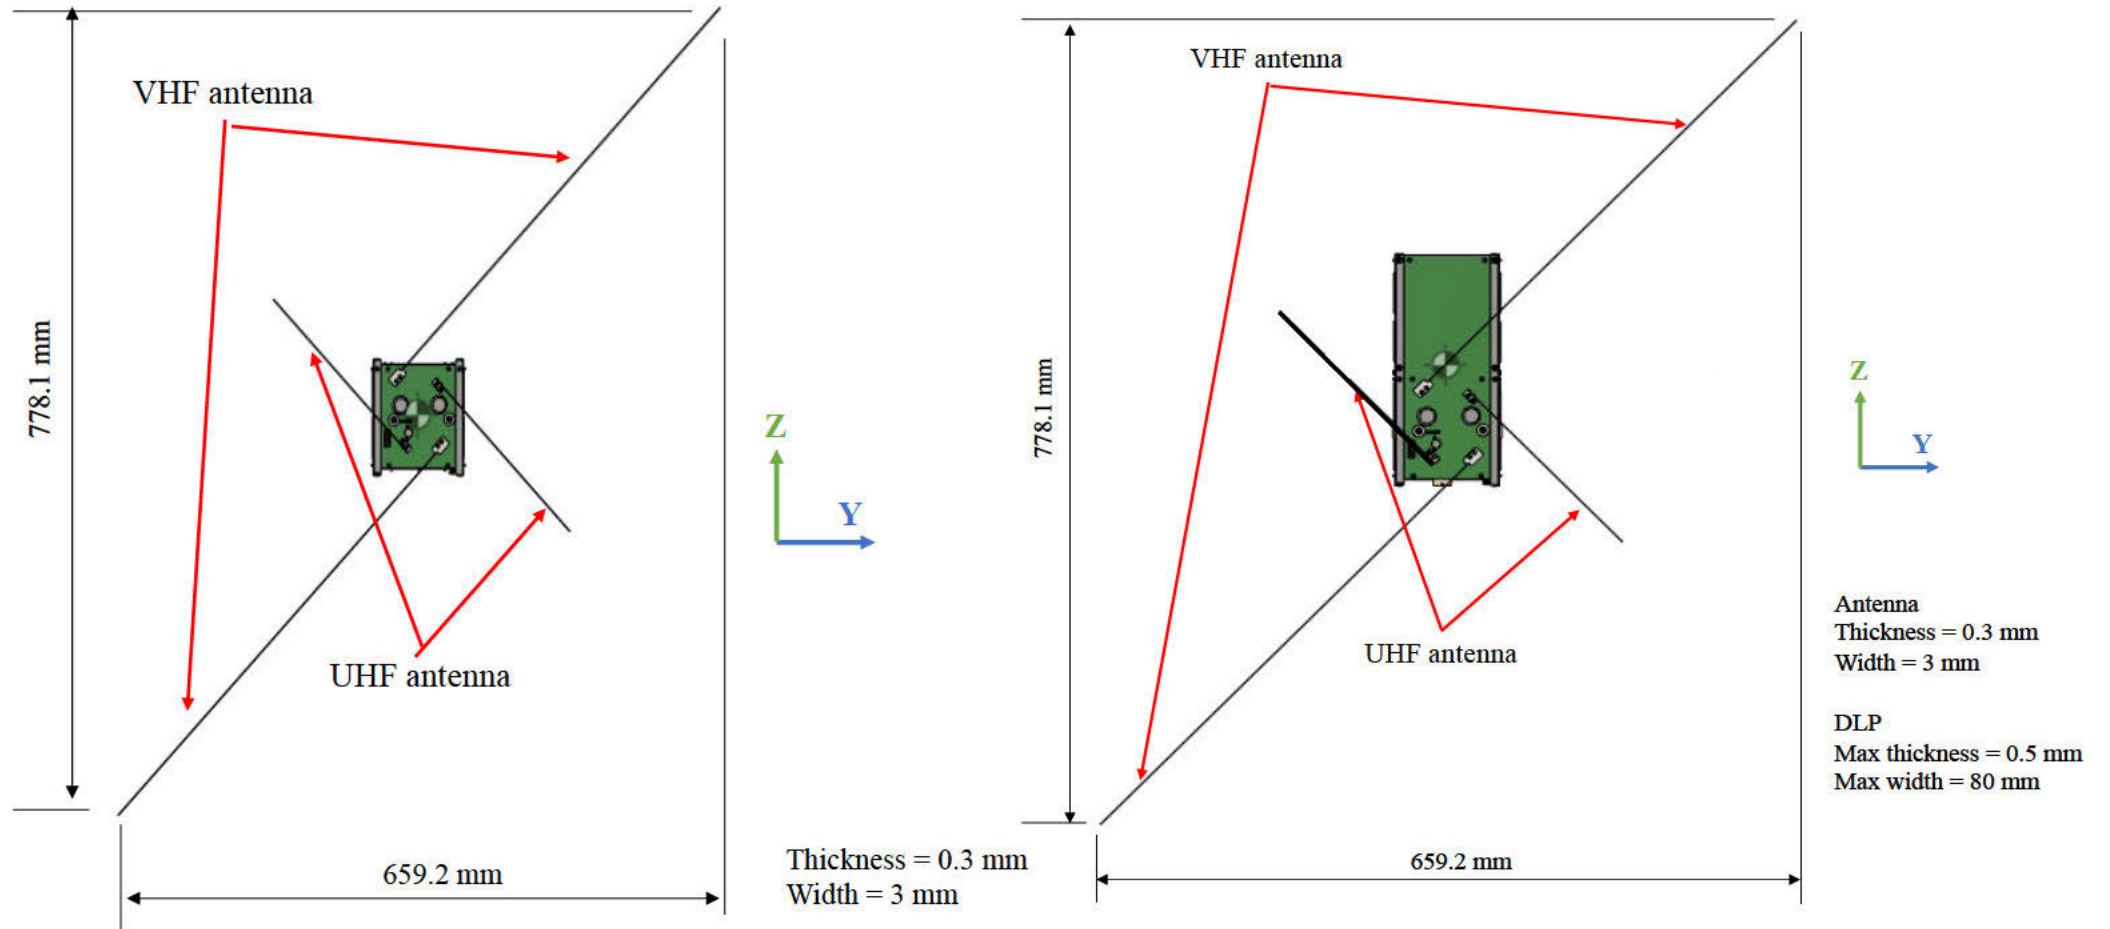 VHF antenna
778.1 mm
UHF antenna
659.2 mm
Z
Y
Thickness = 0.3 mm
Width = 3 mm
VHF antenna
778.1 mm
UHF antenna
659.2 mm
Z
Y
Antenna
Thickness = 0.3 mm
Width = 3 mm
DLP
Max thickness = 0.5 mm
Max width = 80 mm